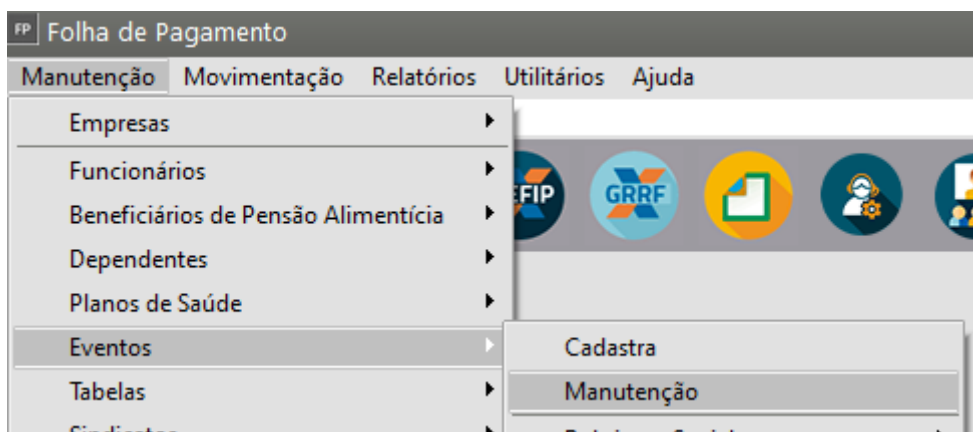 FP Folha de Pagamento
Manutenção Movimentação Relatórios Utilitários Ajuda
Empresas
Funcionários
EFIP GRRF
Beneficiários de Pensão Alimentícia
Dependentes
Planos de Saúde
Eventos
Cadastra
Tabelas
Manutenção